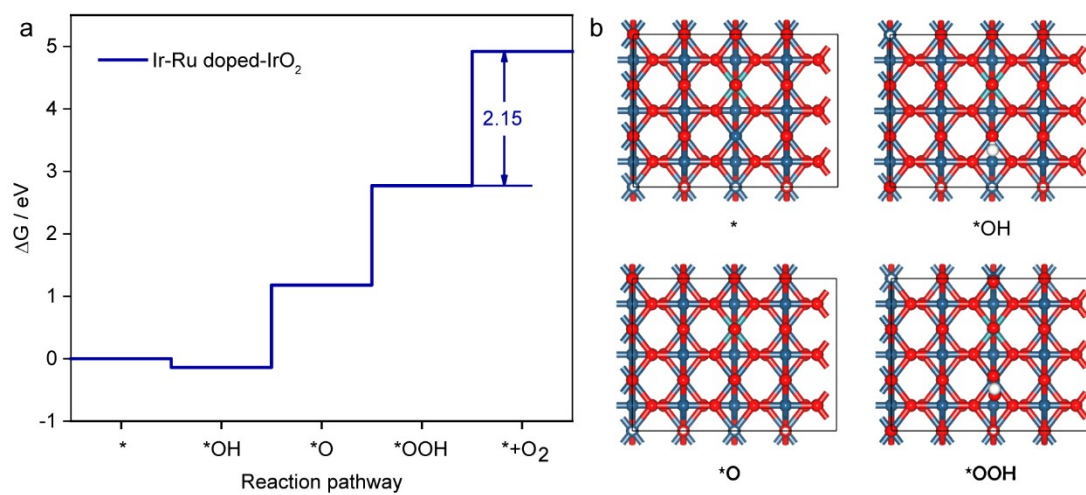 a
Ir-Ru doped-IrO₂
ΔG / eV
5
4
3
2
1
0
-1
2.15
* *OH *O *OOH *+O₂
Reaction pathway
b
* *OH
*O *OOH